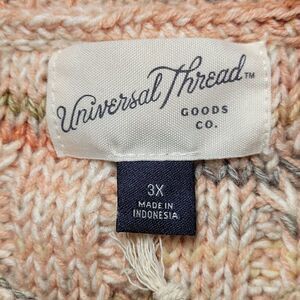 Universal Thread™
GOODS
CO.
3X
MADE IN
INDONESIA